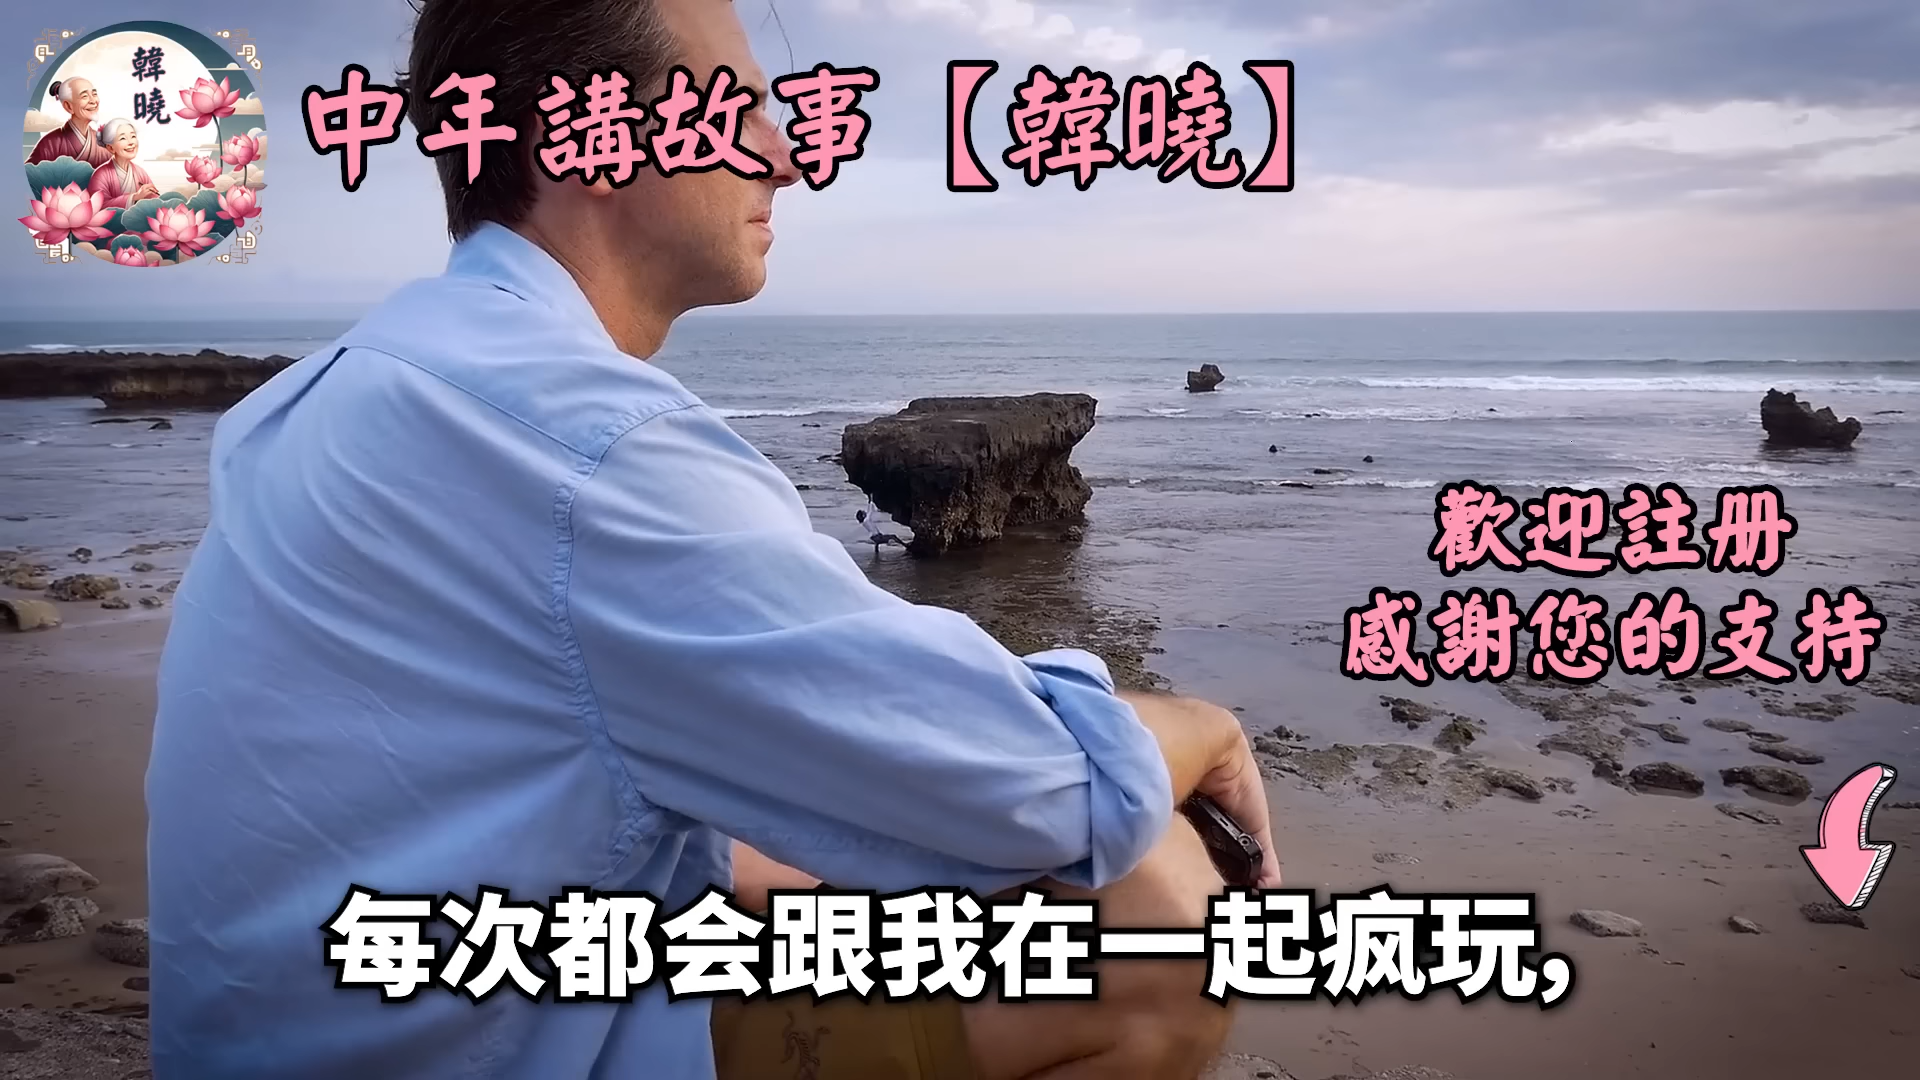 韓
曉
中年講故事【韓曉】
歡迎註册
感謝您的支持
每次都会跟我在一起疯玩,